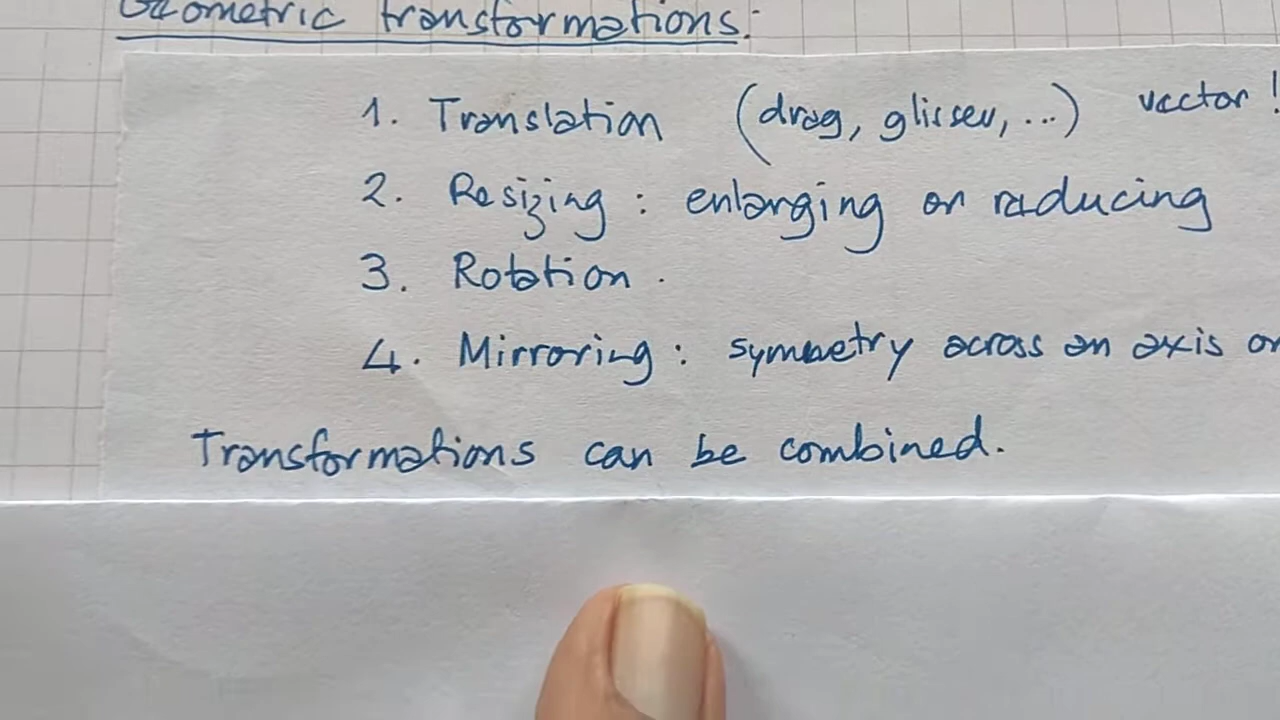 Geometric transformations:
1. Translation (drag, glisser, ...) vector!
2. Resizing: enlarging or reducing
3. Rotation.
4. Mirroring: symmetry across an axis or
Transformations can be combined.